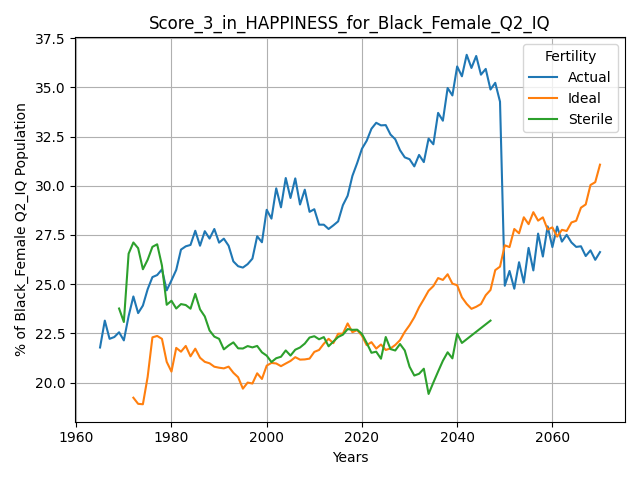 Score_3_in_HAPPINESS_for_Black_Female_Q2_IQ
% of Black_Female Q2_IQ Population
37.5
35.0
32.5
30.0
27.5
25.0
22.5
20.0
Fertility
Actual
Ideal
Sterile
1960
1980
2000
2020
2040
2060
Years